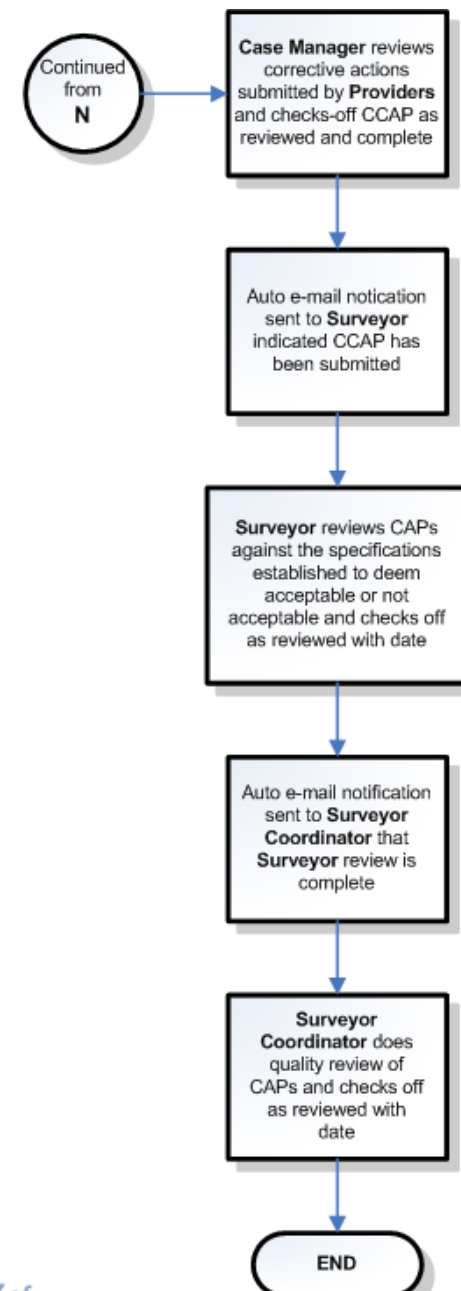 Continued
from
N
Case Manager reviews
corrective actions
submitted by Providers
and checks-off CCAP as
reviewed and complete
Auto e-mail notication
sent to Surveyor
indicated CCAP has
been submitted
Surveyor reviews CAPs
against the specifications
established to deem
acceptable or not
acceptable and checks off
as reviewed with date
Auto e-mail notification
sent to Surveyor
Coordinator that
Surveyor review is
complete
Surveyor
Coordinator does
quality review of
CAPs and checks off
as reviewed with
date
END